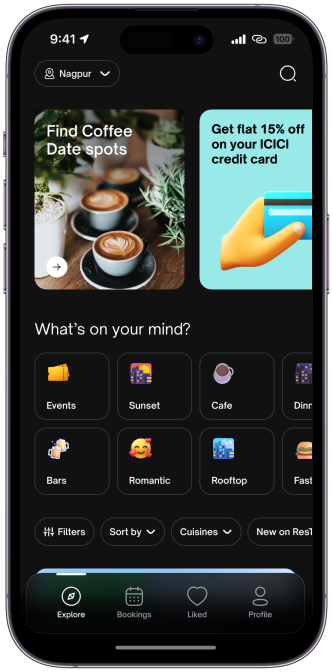 9:41
100
Nagpur
Find Coffee
Date spots
Get flat 15% off
on your ICICI
credit card
What's on your mind?
Events
Sunset
Cafe
Dinn
Bars
Romantic
Rooftop
Fast
Filters
Sort by
Cuisines
New on Rest
Explore
Bookings
Liked
Profile